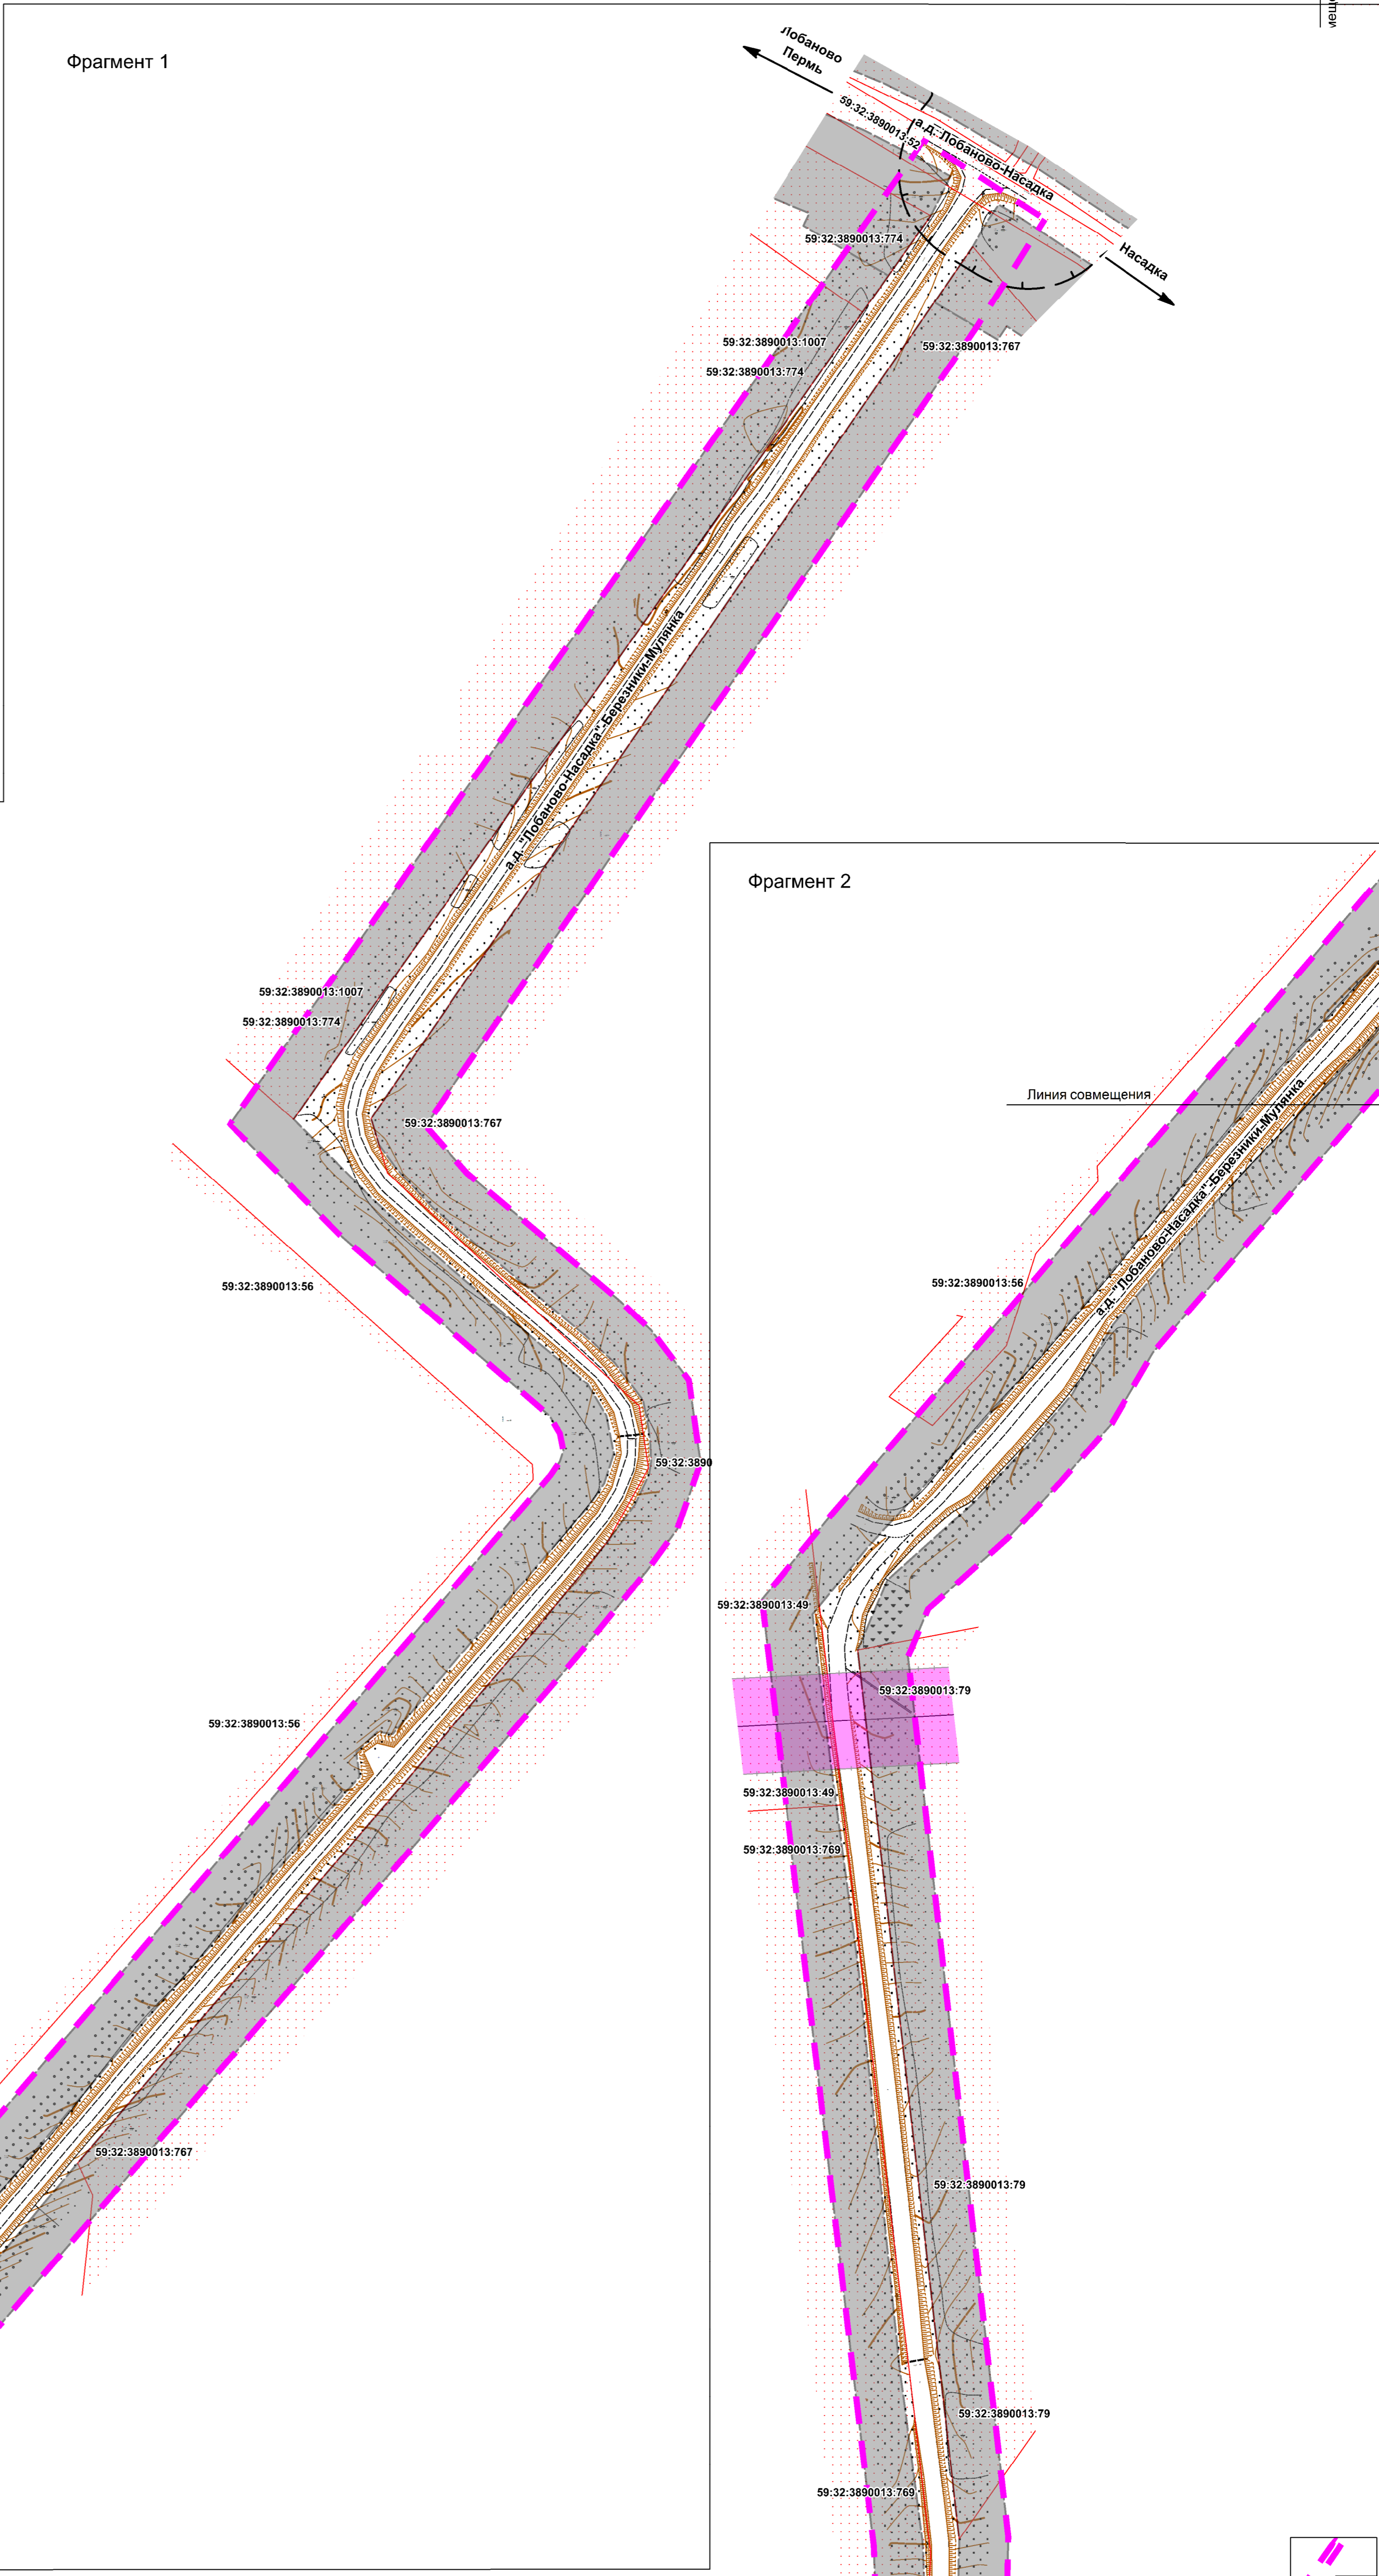 Фрагмент 1
Лобаново
Пермь
59:32:3890013:52
а.д. Лобаново-Насадка
Насадка
59:32:3890013:774
59:32:3890013:1007
59:32:3890013:767
59:32:3890013:774
а.д. "Лобаново-Насадка"-Березники-Мулянка
59:32:3890013:1007
59:32:3890013:774
59:32:3890013:767
59:32:3890013:56
59:32:3890
59:32:3890013:56
59:32:3890013:767
Фрагмент 2
Линия совмещения
а.д. "Лобаново-Насадка"-Березники-Мулянка
59:32:3890013:56
59:32:3890013:49
59:32:3890013:79
59:32:3890013:49
59:32:3890013:769
59:32:3890013:79
59:32:3890013:79
59:32:3890013:769